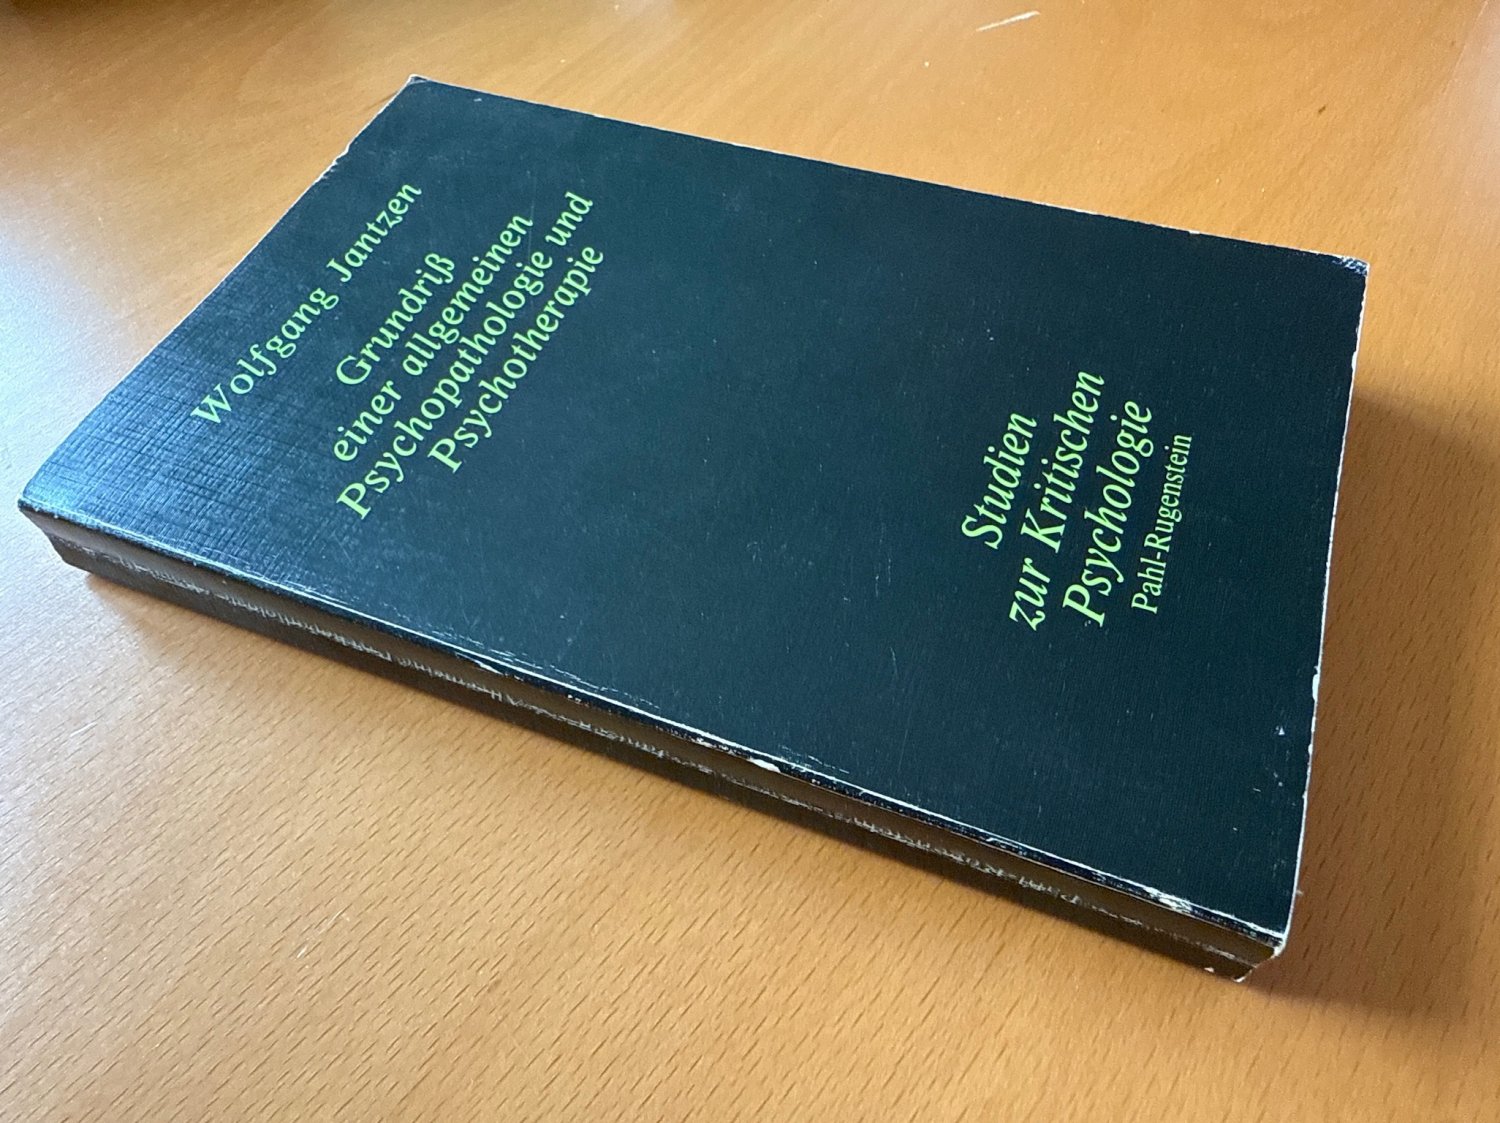 Wolfgang Jantzen
Grundriß
einer allgemeinen
Psychopathologie und
Psychotherapie
Studien
zur Kritischen
Psychologie
Pahl-Rugenstein